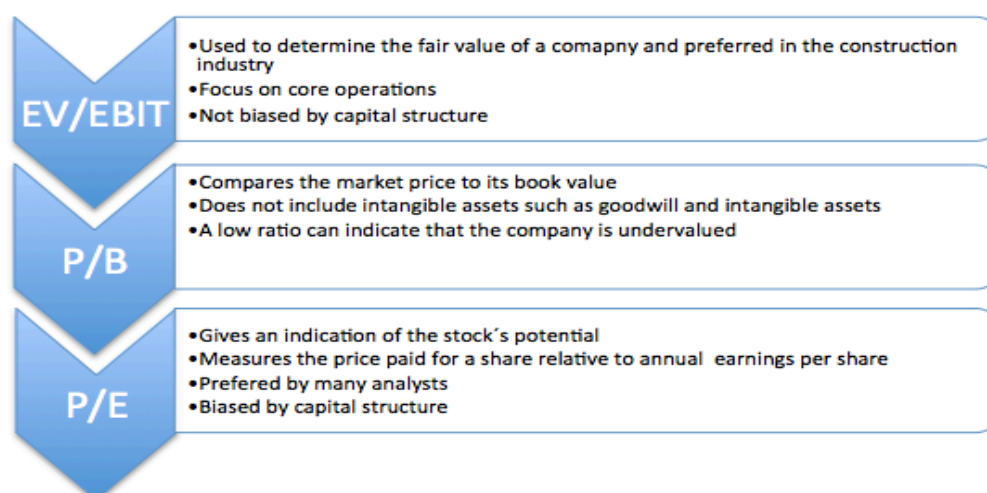 EV/EBIT
•Used to determine the fair value of a comapny and preferred in the construction
industry
•Focus on core operations
•Not biased by capital structure
P/B
•Compares the market price to its book value
•Does not include intangible assets such as goodwill and intangible assets
•A low ratio can indicate that the company is undervalued
P/E
•Gives an indication of the stock´s potential
•Measures the price paid for a share relative to annual  earnings per share
•Prefered by many analysts
•Biased by capital structure